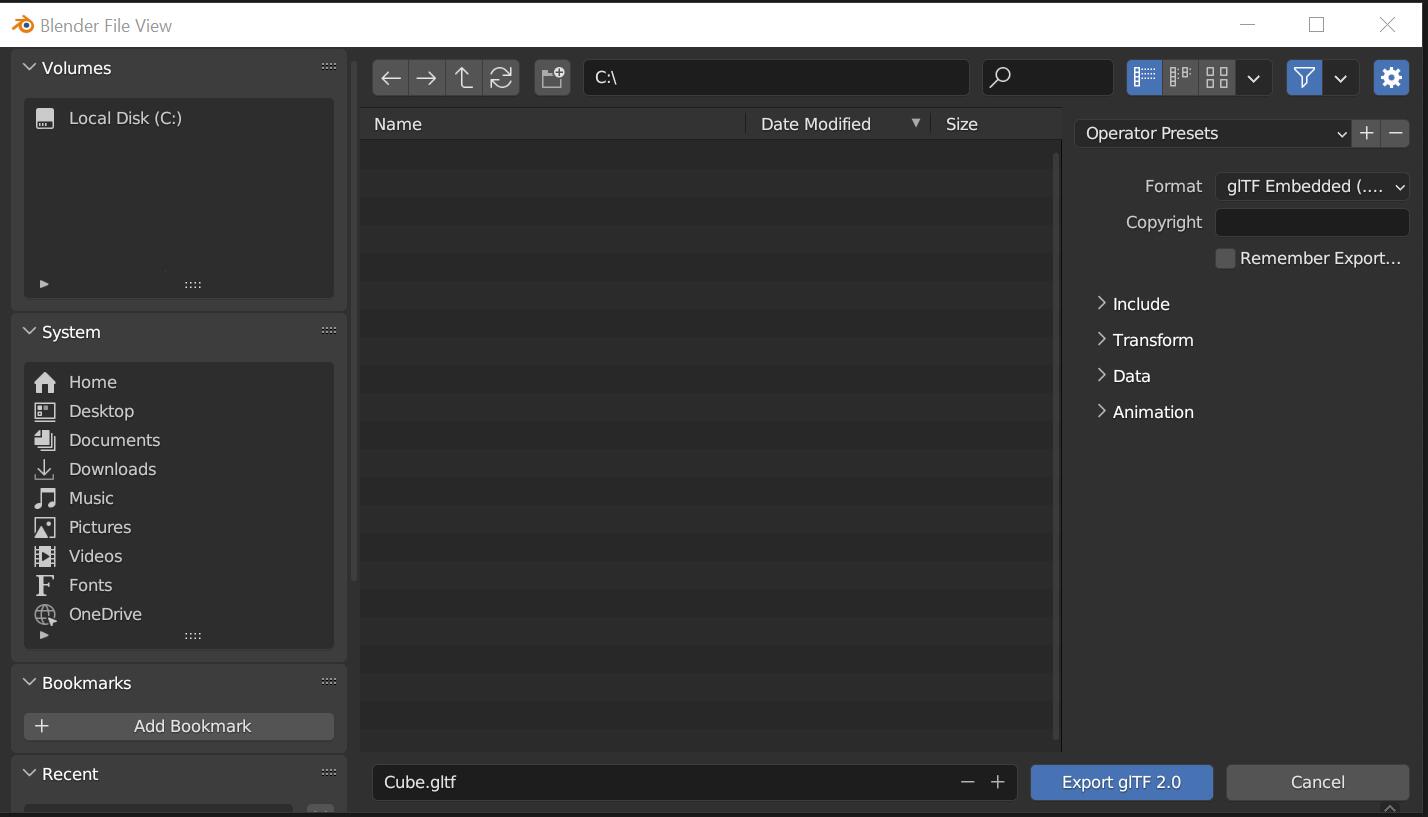 Blender File View
Volumes
Local Disk (C:)
System
Home
Desktop
Documents
Downloads
Music
Pictures
Videos
Fonts
OneDrive
Bookmarks
Add Bookmark
Recent
C:\
Name Date Modified Size
Cube.gltf
Operator Presets
Format glTF Embedded (....
Copyright
Remember Export...
Include
Transform
Data
Animation
Export glTF 2.0 Cancel